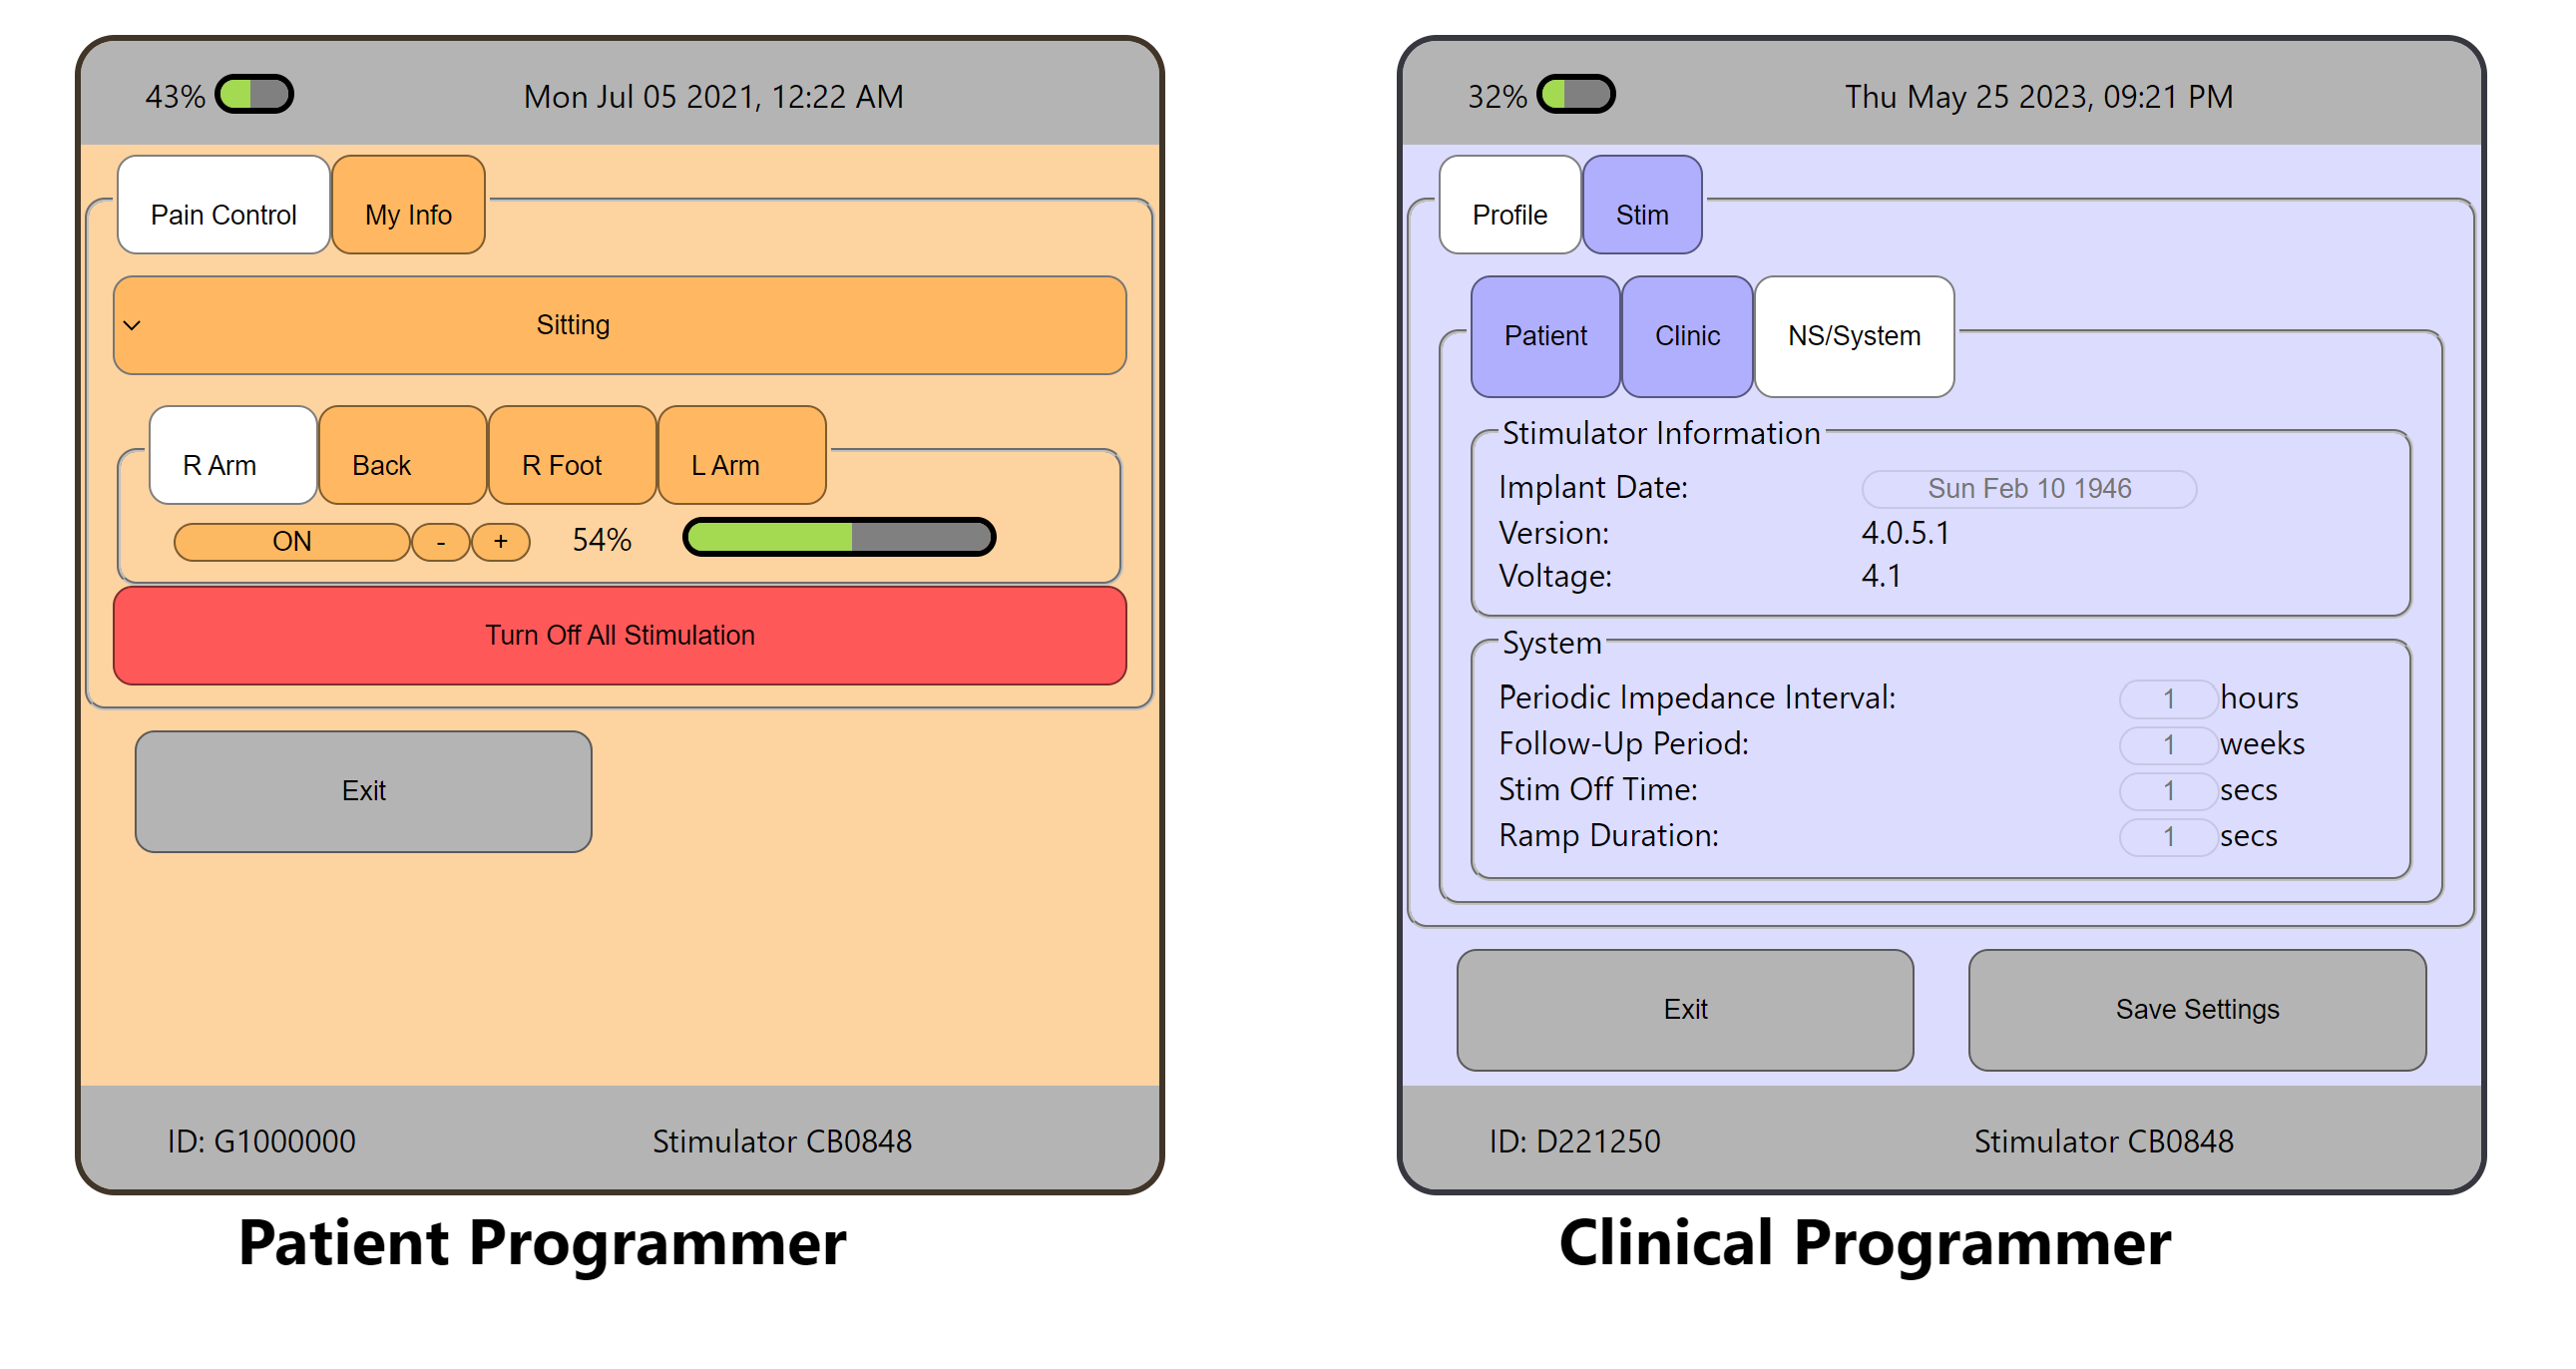 43% Mon Jul 05 2021, 12:22 AM
Pain Control My Info
Sitting
R Arm Back R Foot L Arm
ON - + 54%
Turn Off All Stimulation
Exit
ID: G1000000 Stimulator CB0848
Patient Programmer
32% Thu May 25 2023, 09:21 PM
Profile Stim
Patient Clinic NS/System
Stimulator Information
Implant Date: Sun Feb 10 1946
Version: 4.0.5.1
Voltage: 4.1
System
Periodic Impedance Interval: 1 hours
Follow-Up Period: 1 weeks
Stim Off Time: 1 secs
Ramp Duration: 1 secs
Exit Save Settings
ID: D221250 Stimulator CB0848
Clinical Programmer